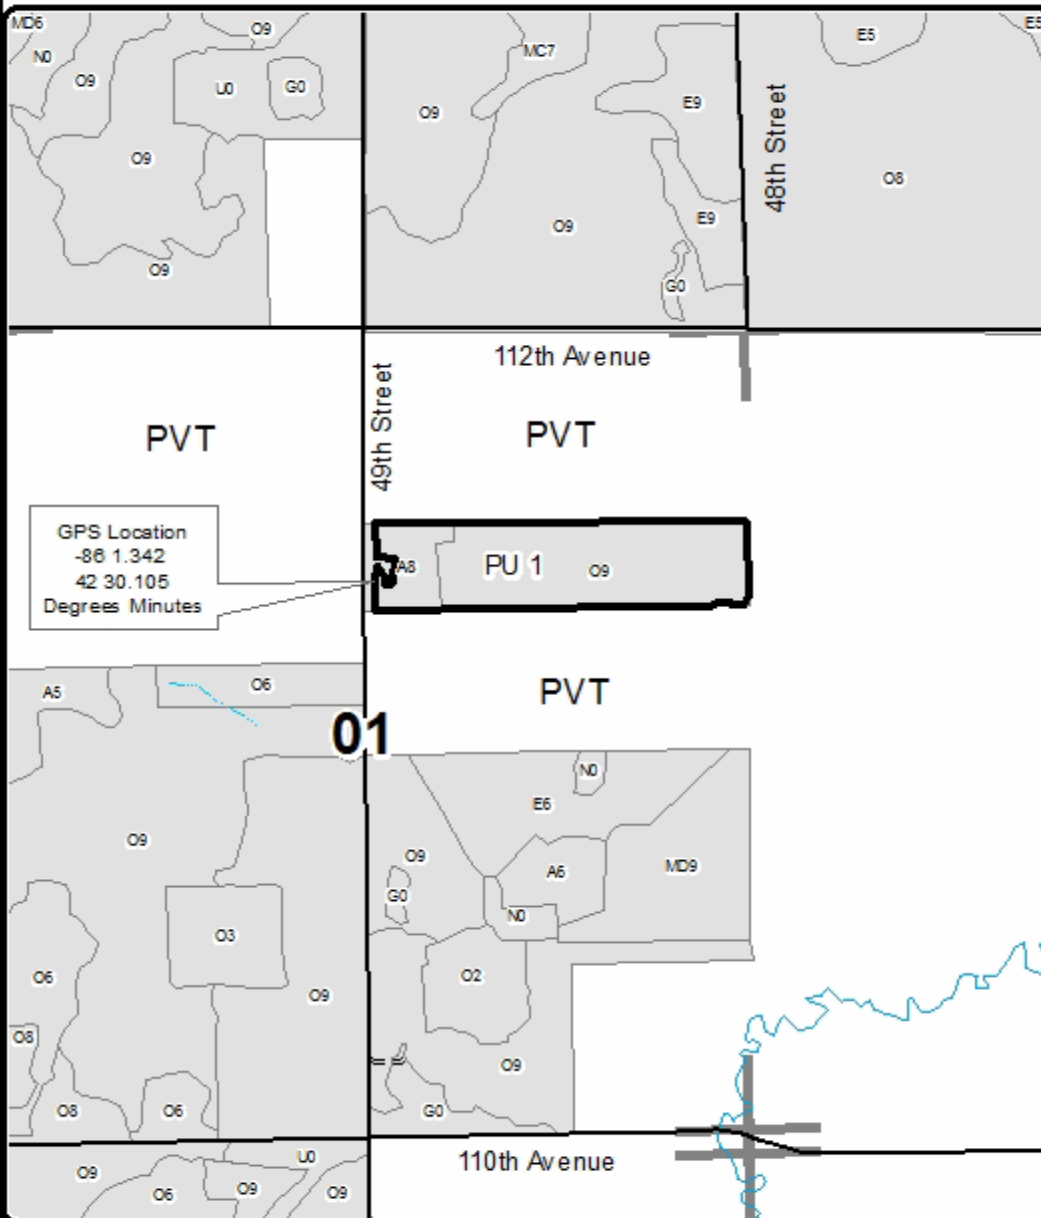 MD6
O9
E5
E5
N0
O9
MC7
U0
G0
E9
O9
O9
48th Street
O8
E9
O9
O9
G0
112th Avenue
49th Street
PVT
PVT
GPS Location
-86 1.342
42 30.105
Degrees Minutes
A8
PU 1
O9
A5
O6
PVT
01
N0
E6
O9
O9
A6
MD9
G0
N0
O3
O6
O2
O9
O8
O9
O8
O6
G0
110th Avenue
U0
O9
O6
O9
O9